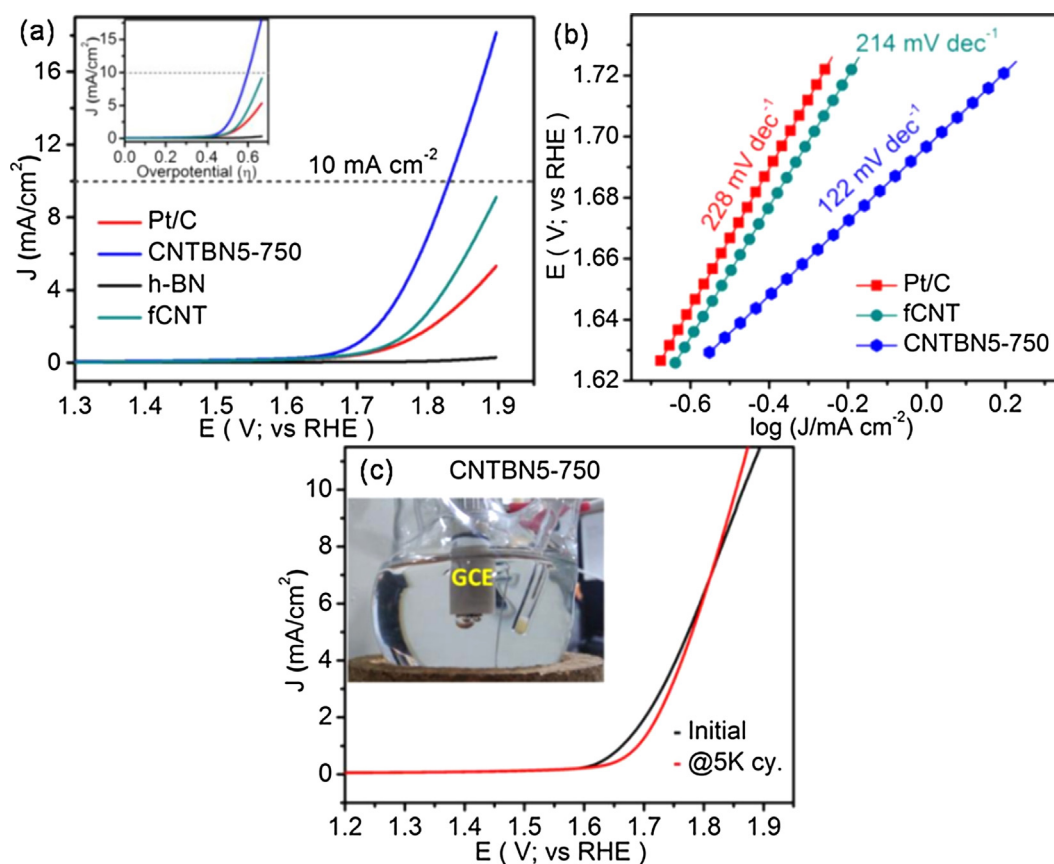 (a)
J (mA/cm²)
15
10
5
0
0.0 0.2 0.4 0.6
Overpotential (η)
16
12
8
4
0
J (mA/cm²)
10 mA cm⁻²
Pt/C
CNTBN5-750
h-BN
fCNT
1.3 1.4 1.5 1.6 1.7 1.8 1.9
E ( V; vs RHE )
(b)
214 mV dec⁻¹
228 mV dec⁻¹
122 mV dec⁻¹
1.72
1.70
1.68
1.66
1.64
1.62
E ( V; vs RHE)
Pt/C
fCNT
CNTBN5-750
-0.6 -0.4 -0.2 0.0 0.2
log (J/mA cm⁻²)
(c) CNTBN5-750
GCE
10
8
6
4
2
0
J (mA/cm²)
Initial
@5K cy.
1.2 1.3 1.4 1.5 1.6 1.7 1.8 1.9
E ( V; vs RHE)